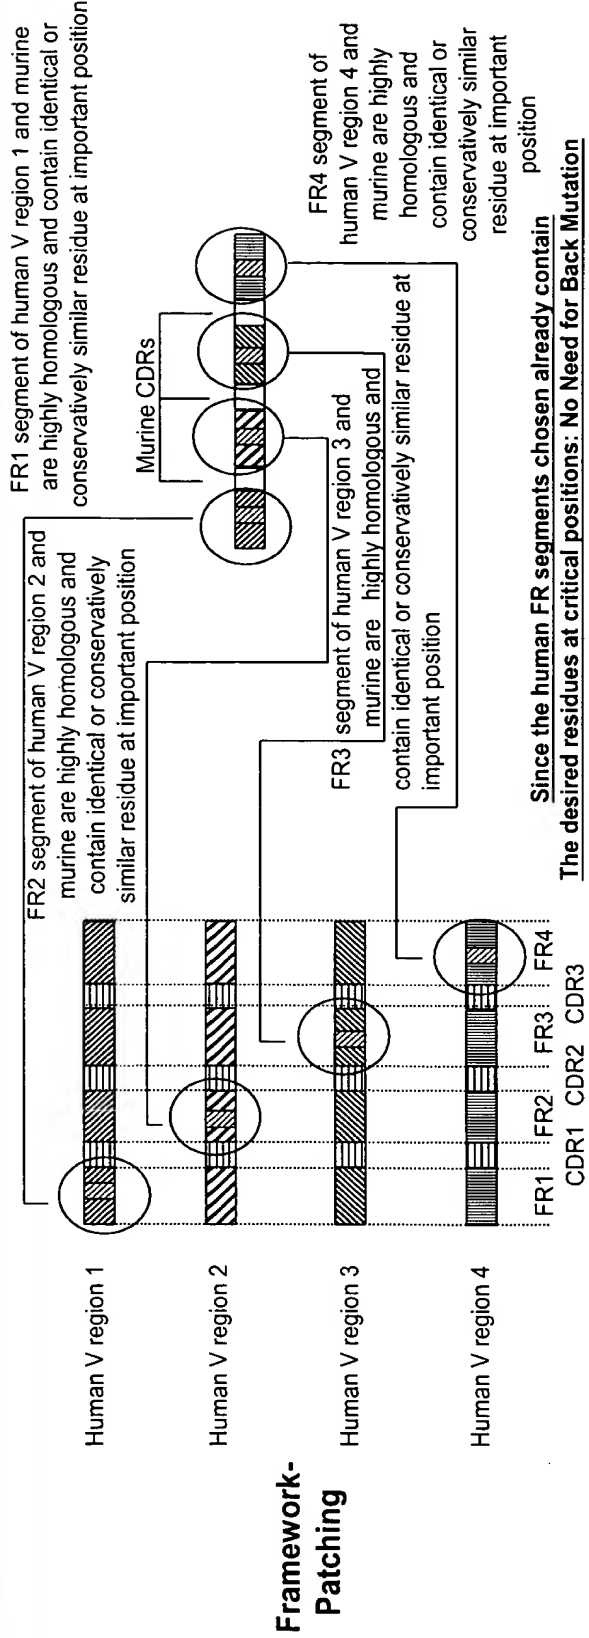 Framework-
Patching
Human V region 1
Human V region 2
Human V region 3
Human V region 4
FR1 segment of human V region 1 and murine
are highly homologous and contain identical or
conservatively similar residue at important position
FR2 segment of human V region 2 and
murine are highly homologous and
contain identical or conservatively
similar residue at important position
Murine CDRs
FR3 segment of human V region 3 and
murine are highly homologous and
contain identical or conservative similar residue at
important position
FR4 segment of
human V region 4 and
murine are highly
homologous and
contain identical or
conservatively similar
residue at important
position
FR1 FR2 FR3 FR4
CDR1 CDR2 CDR3
Since the human FR segments chosen already contain
The desired residues at critical positions: No Need for Back Mutation